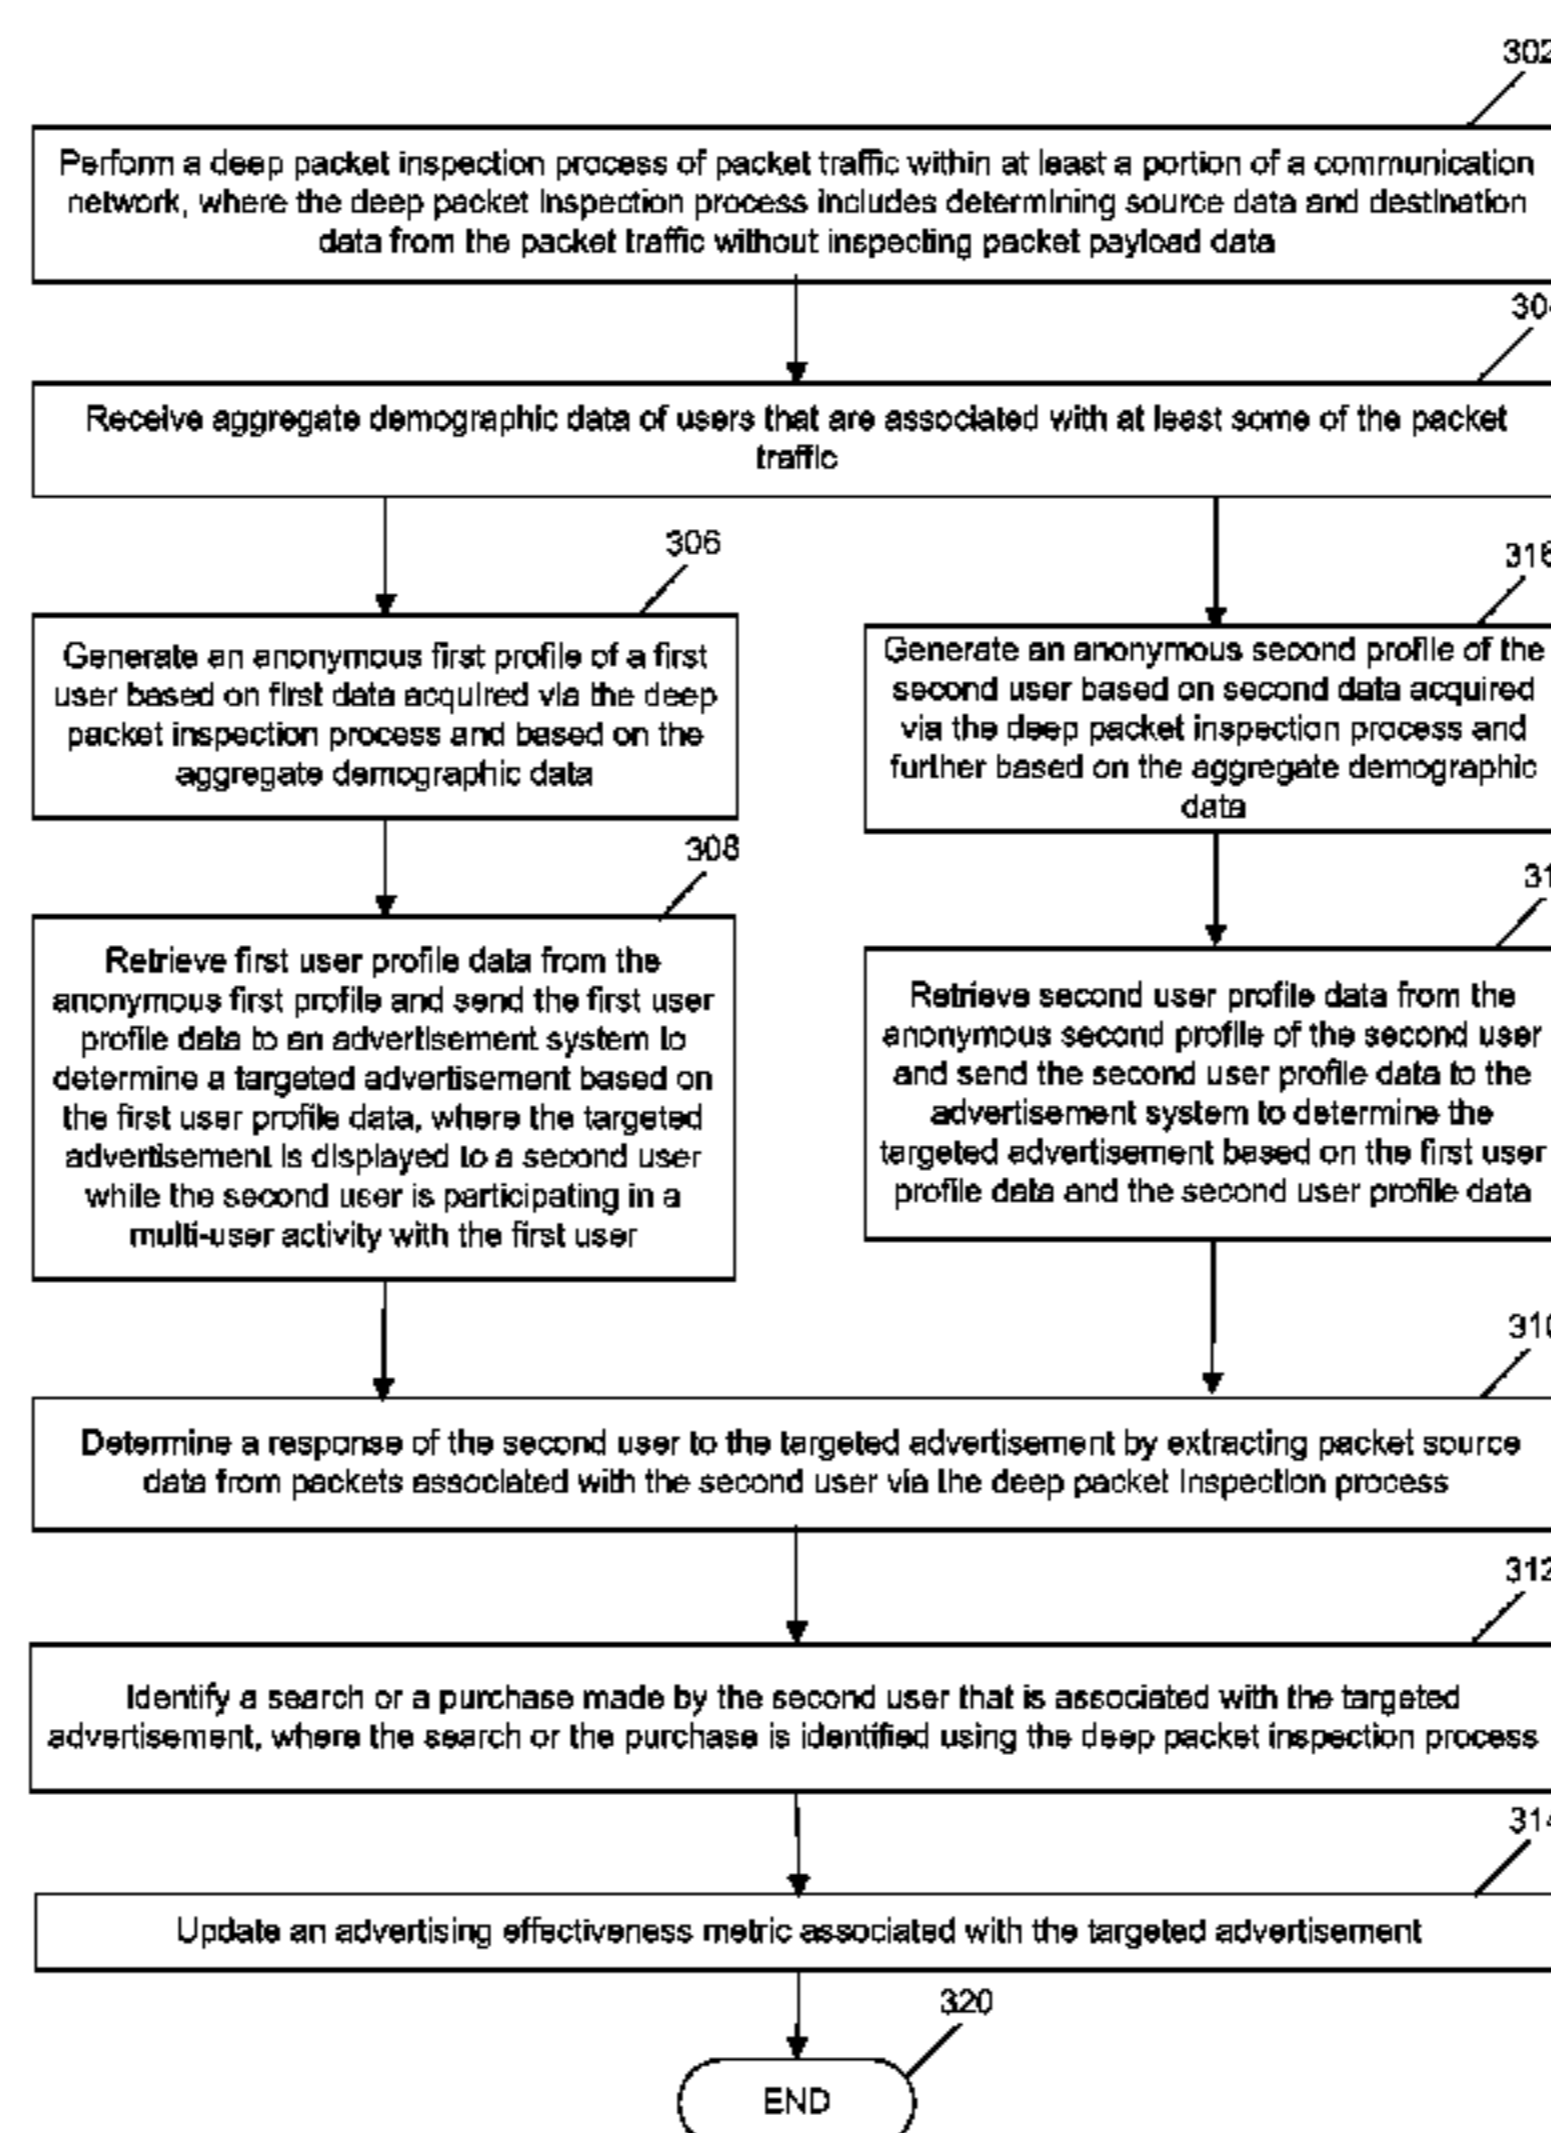 302
Perform a deep packet inspection process of packet traffic within at least a portion of a communication
network, where the deep packet inspection process includes determining source data and destination
data from the packet traffic without inspecting packet payload data
Receive aggregate demographic data of users that are associated with at least some of the packet
traffic
306
Generate an anonymous first profile of a first
user based on first data acquired via the deep
packet inspection process and based on the
aggregate demographic data
316
Generate an anonymous second profile of the
second user based on second data acquired
via the deep packet inspection process and
further based on the aggregate demographic
data
308
Retrieve first user profile data from the
anonymous first profile and send the first user
profile data to an advertisement system to
determine a targeted advertisement based on
the first user profile data, where the targeted
advertisement is displayed to a second user
while the second user is participating in a
multi-user activity with the first user
Retrieve second user profile data from the
anonymous second profile of the second user
and send the second user profile data to the
advertisement system to determine the
targeted advertisement based on the first user
profile data and the second user profile data
310
Determine a response of the second user to the targeted advertisement by extracting packet source
data from packets associated with the second user via the deep packet inspection process
312
Identify a search or a purchase made by the second user that is associated with the targeted
advertisement, where the search or the purchase is identified using the deep packet inspection process
314
Update an advertising effectiveness metric associated with the targeted advertisement
320
END